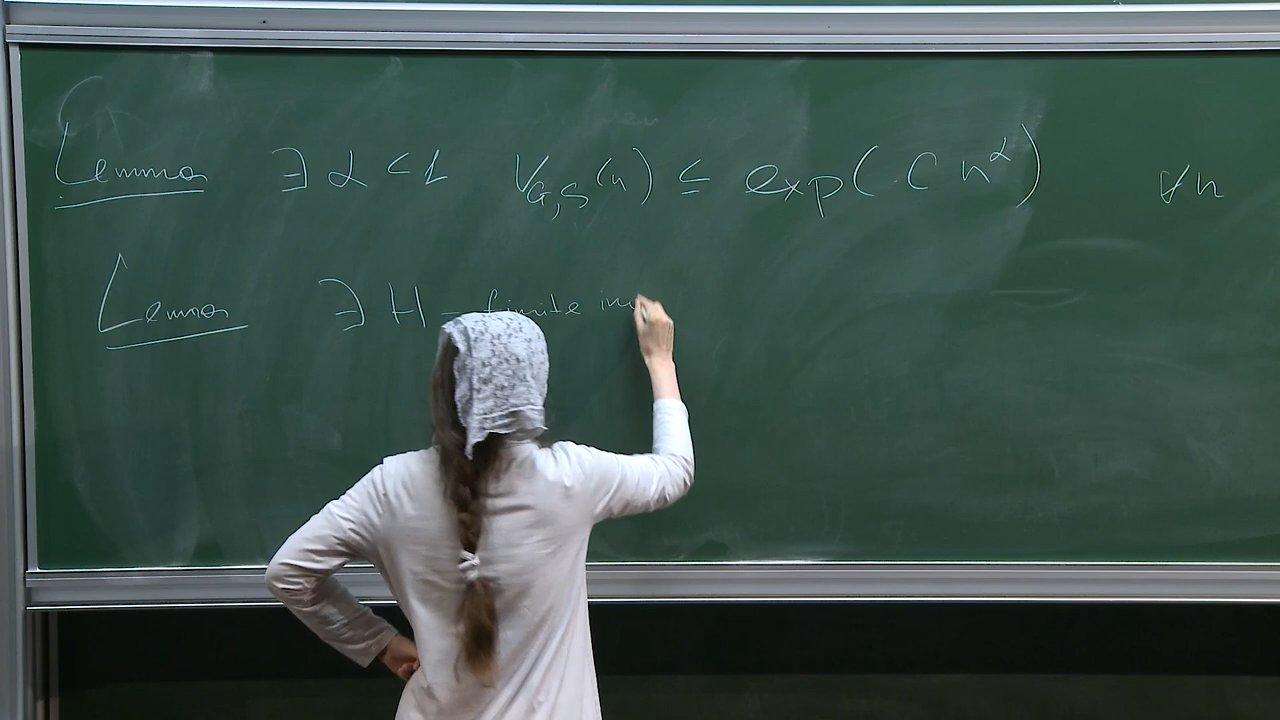 Lemma ∃ α < 1 V_{G,S}(n) ≤ exp(C n^α) ∀n
Lemma ∃ H – finite in